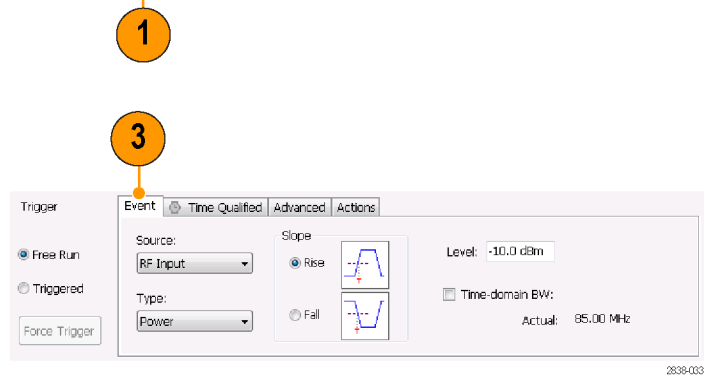 1
3
Trigger
Event Time Qualified Advanced Actions
Free Run
Triggered
Force Trigger
Source:
RF Input
Type:
Power
Slope
Rise
Fall
Level: -10.0 dBm
Time-domain BW:
Actual: 85.00 MHz
2838-033